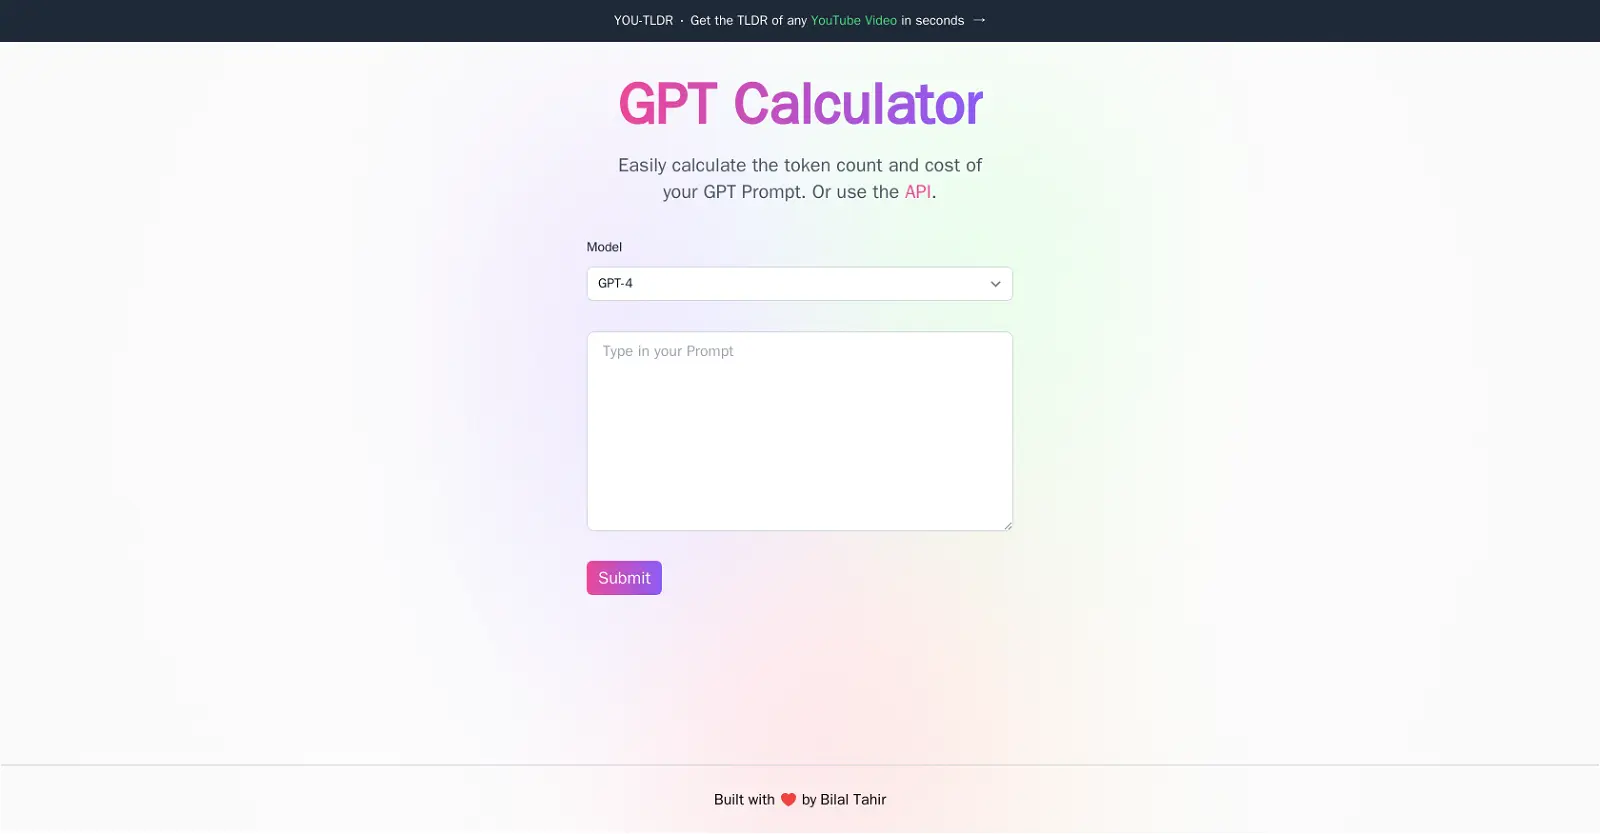 YOU-TLDR · Get the TLDR of any YouTube Video in seconds →
GPT Calculator
Easily calculate the token count and cost of
your GPT Prompt. Or use the API.
Model
GPT-4
Type in your Prompt
Submit
Built with ❤️ by Bilal Tahir